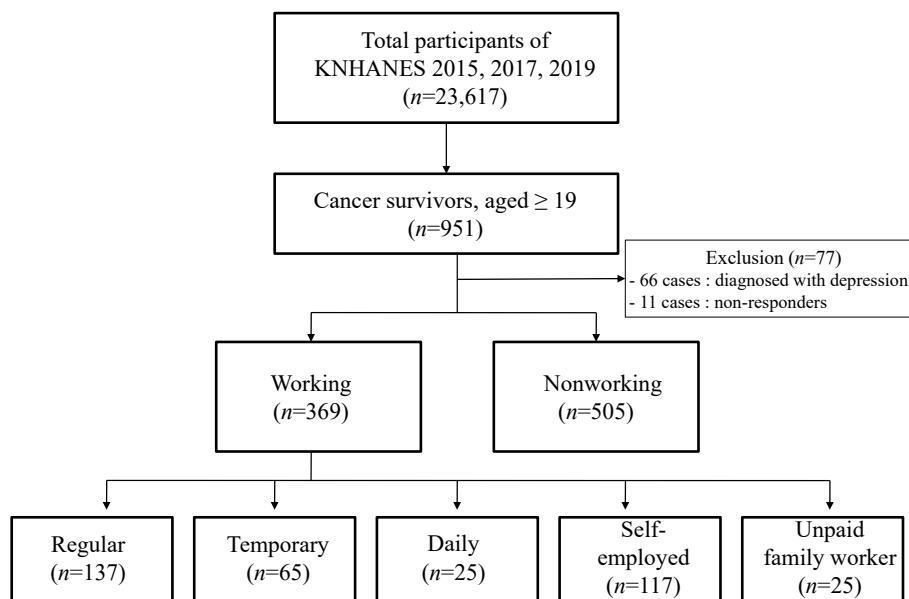 Total participants of
KNHANES 2015, 2017, 2019
(n=23,617)
Cancer survivors, aged ≥ 19
(n=951)
Exclusion (n=77)
- 66 cases : diagnosed with depression
- 11 cases : non-responders
Working
(n=369)
Nonworking
(n=505)
Regular
(n=137)
Temporary
(n=65)
Daily
(n=25)
Self-
employed
(n=117)
Unpaid
family worker
(n=25)